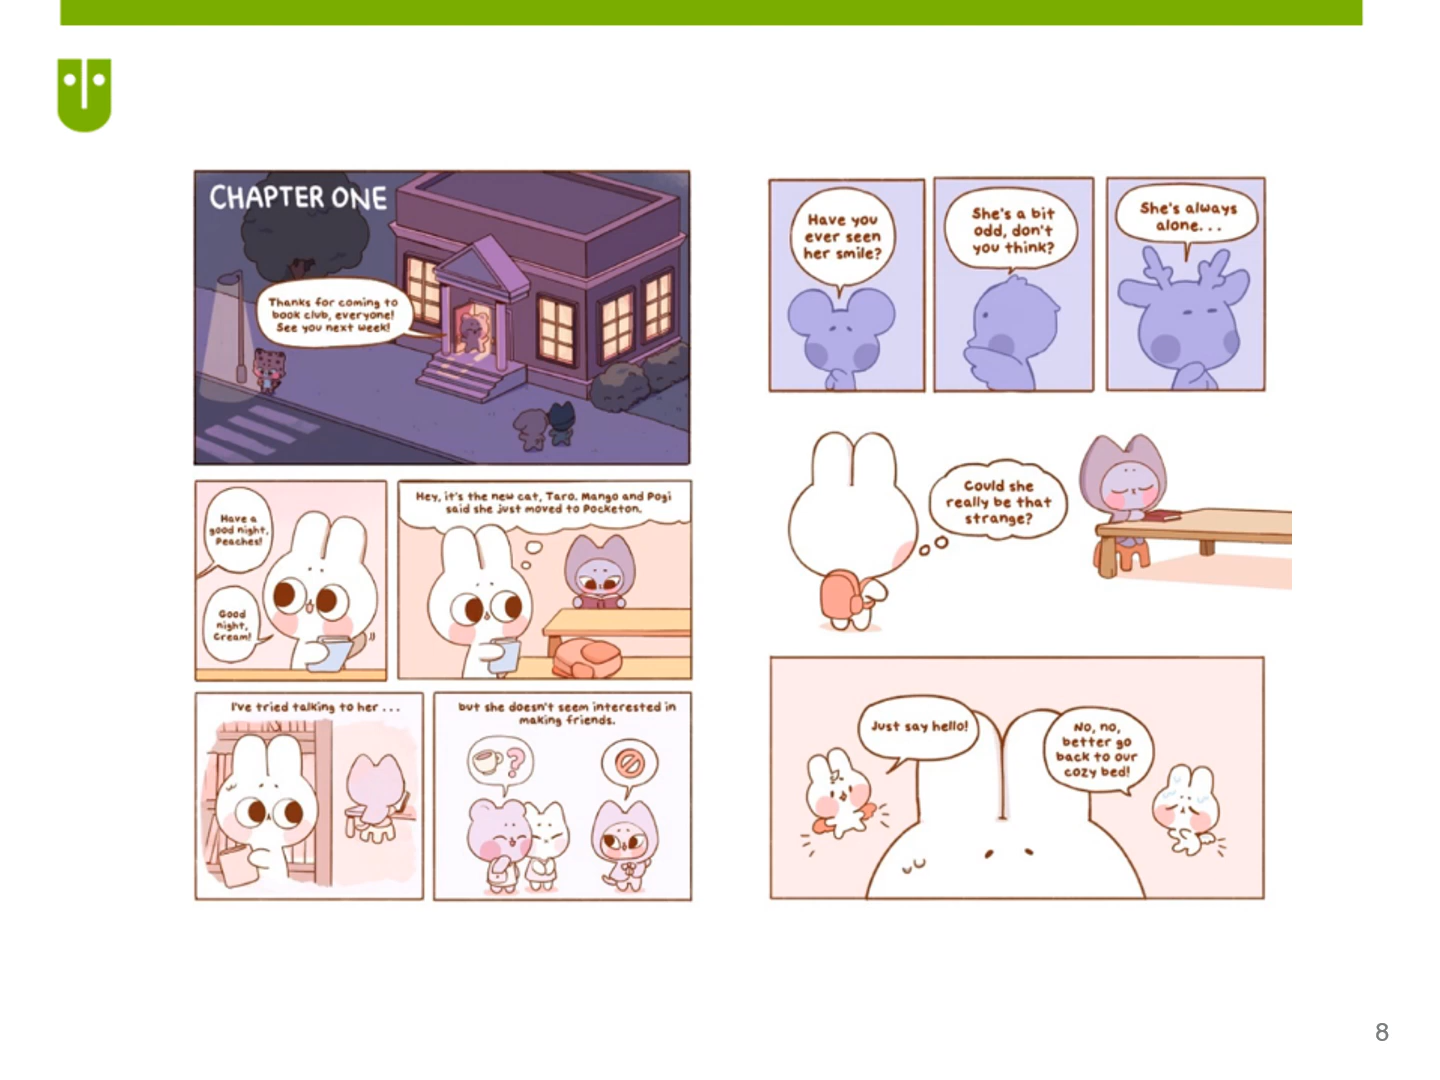 CHAPTER ONE
Thanks for coming to
book club, everyone!
See you next week!
Have a
good night,
Peaches!
Good
night,
Cream!
Hey, it's the new cat, Taro. Mango and Pogi
said she just moved to Pocketon.
I've tried talking to her . . .
but she doesn't seem interested in
making friends.
?
Have you
ever seen
her smile?
She's a bit
odd, don't
you think?
She's always
alone. . .
Could she
really be that
strange?
Just say hello!
No, no,
better go
back to our
cozy bed!
8